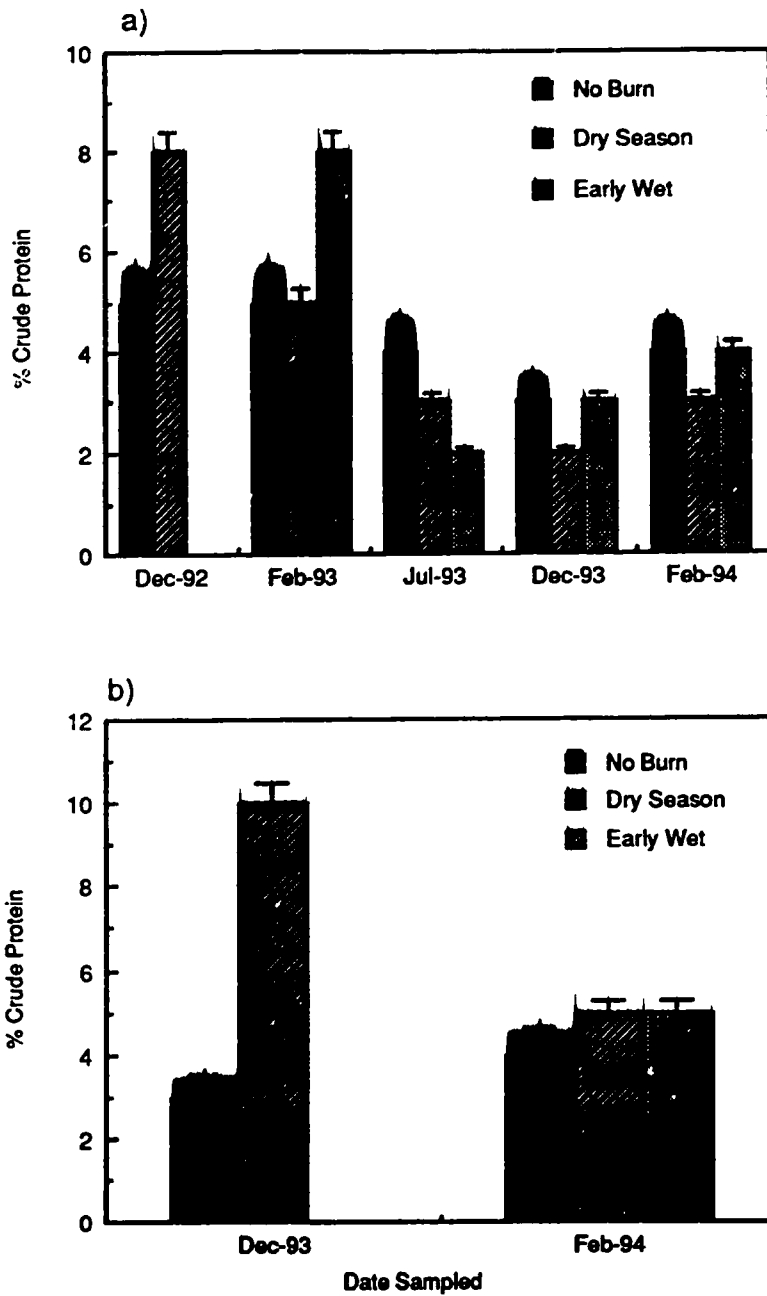 a)
10
8
6
4
2
0
% Crude Protein
No Burn
Dry Season
Early Wet
Dec-92
Feb-93
Jul-93
Dec-93
Feb-94
b)
12
10
8
6
4
2
0
% Crude Protein
No Burn
Dry Season
Early Wet
Dec-93
Feb-94
Date Sampled